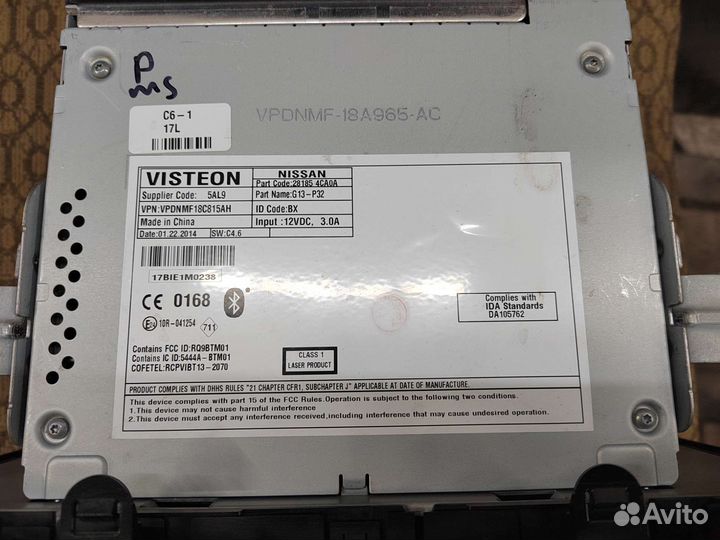 P
ms
C6-1
17L
VPDNMF-18A965-AC
VISTEON
NISSAN
Supplier Code: 5AL9
Part Code:28185 4CA0A
Part Name:G13-P32
VPN:VPDNMF18C815AH
ID Code:BX
Made in China
Input :12VDC, 3.0A
Date:01.22.2014
SW:C4.6
17BIE1M0238
CE 0168
10R-041254
711
Complies with
IDA Standards
DA105762
Contains FCC ID:RQ9BTM01
Contains IC ID:5444A-BTM01
COFETEL:RCPVIBT13-2070
CLASS 1
LASER PRODUCT
PRODUCT COMPLIES WITH DHHS RULES "21 CHAPTER CFR1, SUBCHAPTER J" APPLICABLE AT DATE OF MANUFACTURE.
This device complies with part 15 of the FCC Rules.Operation is subject to the following two conditions.
1.This device may not cause harmful interference
2.This device must accept any interference received,including interference that may cause undesired operation.
Avito